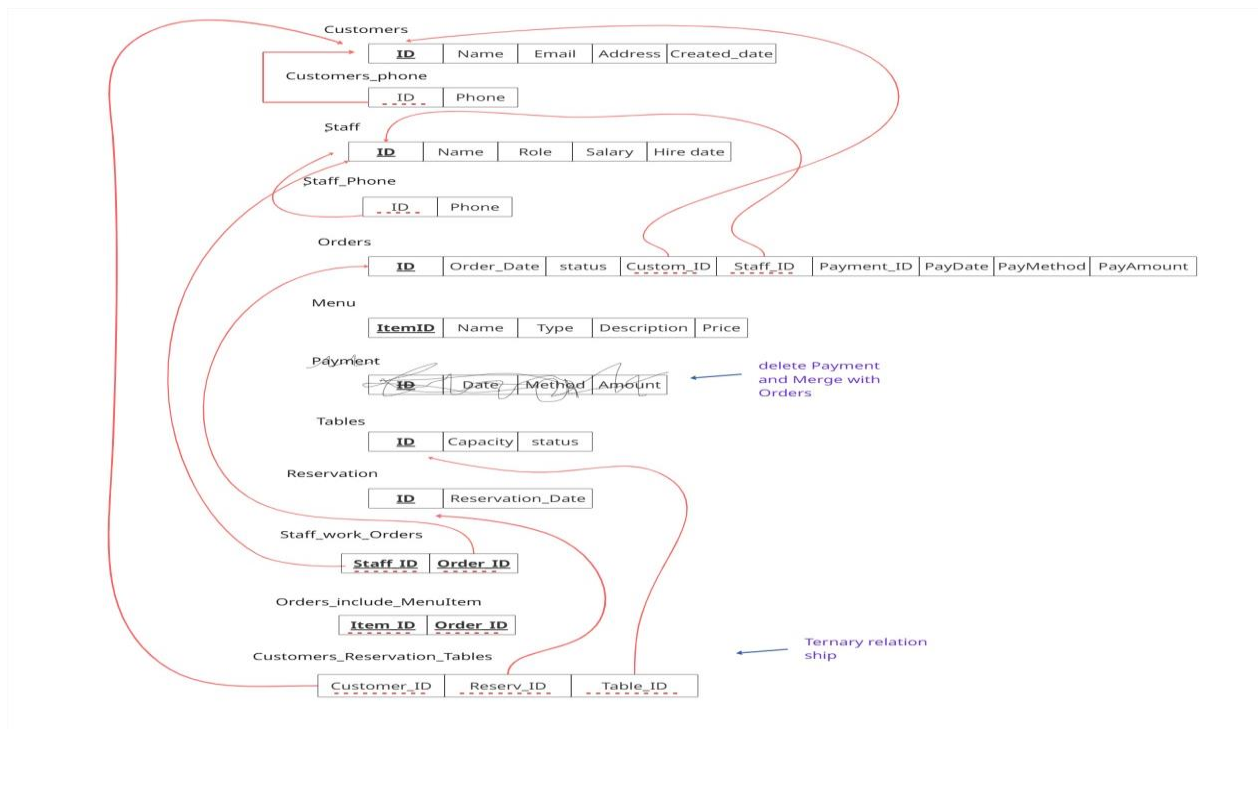 Customers
ID Name Email Address Created_date
Customers_phone
ID Phone
Staff
ID Name Role Salary Hire date
Staff_Phone
ID Phone
Orders
ID Order_Date status Custom_ID Staff_ID Payment_ID PayDate PayMethod PayAmount
Menu
ItemID Name Type Description Price
Payment
ID Date Method Amount
delete Payment
and Merge with
Orders
Tables
ID Capacity status
Reservation
ID Reservation_Date
Staff_work_Orders
Staff_ID Order_ID
Orders_include_MenuItem
Item_ID Order_ID
Customers_Reservation_Tables
Ternary relation
ship
Customer_ID Reserv_ID Table_ID